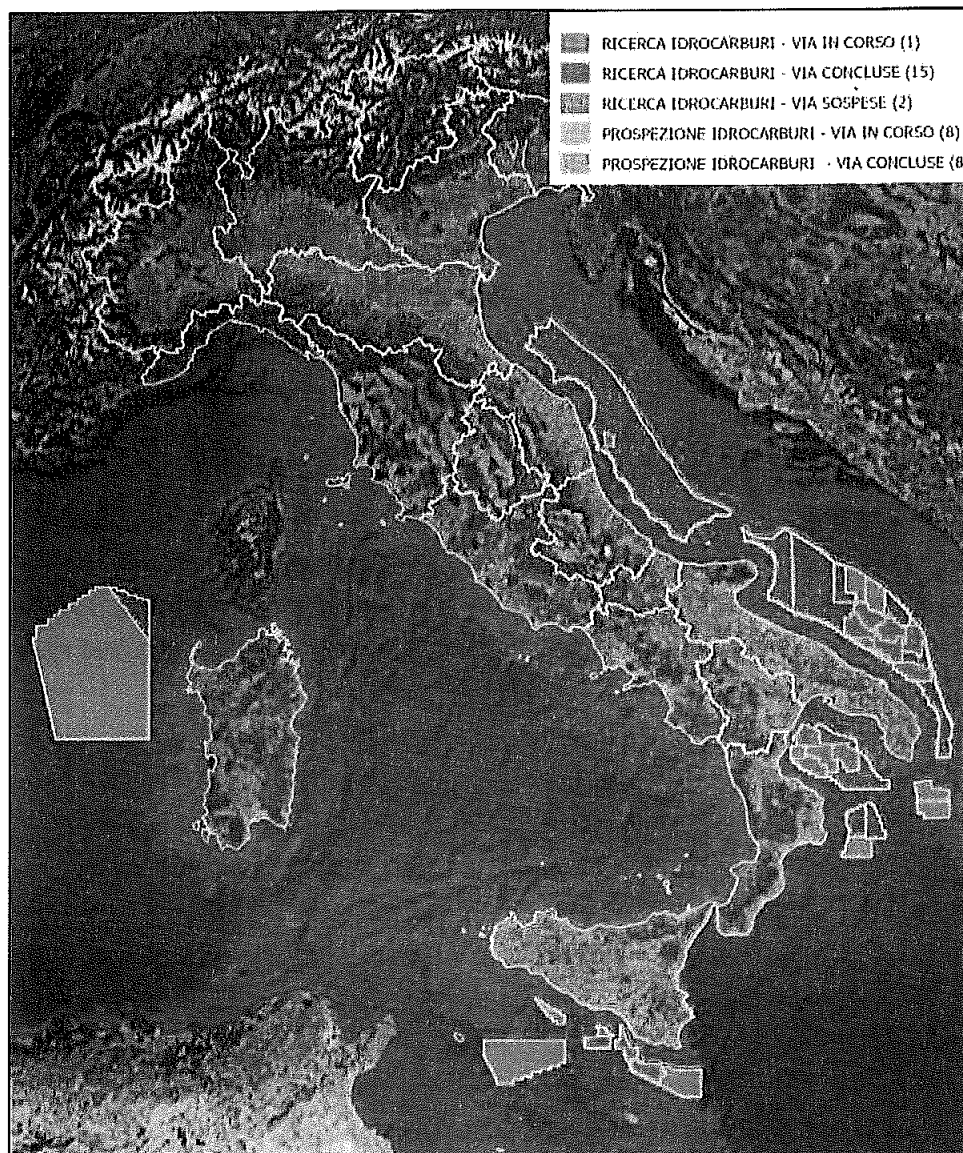 RICERCA IDROCARBURI - VIA IN CORSO (1)
RICERCA IDROCARBURI - VIA CONCLUSE (15)
RICERCA IDROCARBURI - VIA SOSPESE (2)
PROSPEZIONE IDROCARBURI - VIA IN CORSO (8)
PROSPEZIONE IDROCARBURI - VIA CONCLUSE (8